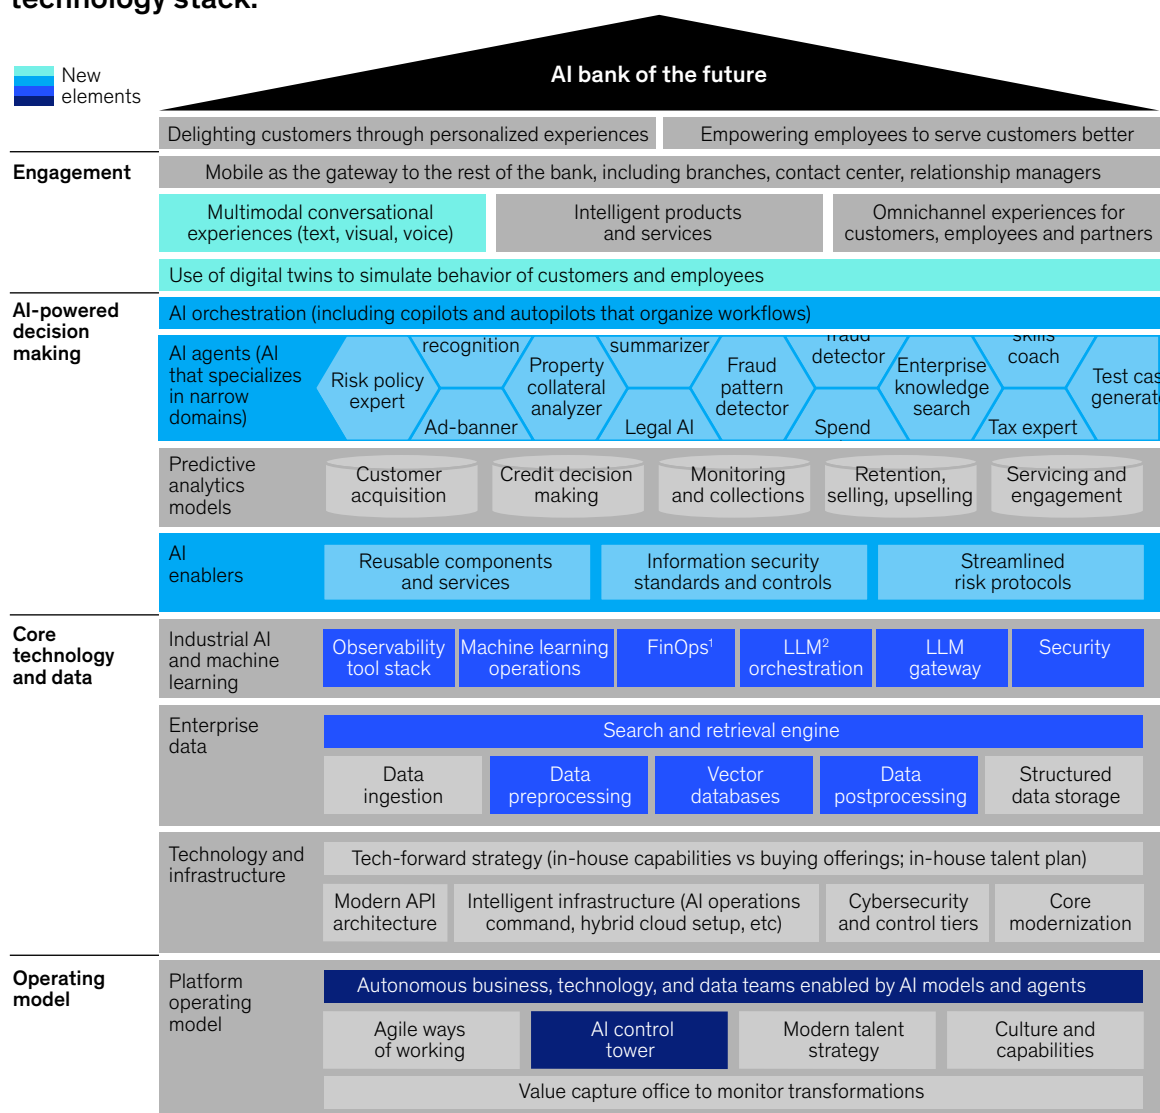 technology stack.
New
elements
AI bank of the future
Delighting customers through personalized experiences
Empowering employees to serve customers better
Engagement
Mobile as the gateway to the rest of the bank, including branches, contact center, relationship managers
Multimodal conversational
experiences (text, visual, voice)
Intelligent products
and services
Omnichannel experiences for
customers, employees and partners
Use of digital twins to simulate behavior of customers and employees
AI-powered
decision
making
AI orchestration (including copilots and autopilots that organize workflows)
AI agents (AI
that specializes
in narrow
domains)
Risk policy
expert
recognition
Ad-banner
Property
collateral
analyzer
summarizer
Legal AI
Fraud
pattern
detector
fraud
detector
Spend
Enterprise
knowledge
search
skills
coach
Tax expert
Test cas
generato
Predictive
analytics
models
Customer
acquisition
Credit decision
making
Monitoring
and collections
Retention,
selling, upselling
Servicing and
engagement
AI
enablers
Reusable components
and services
Information security
standards and controls
Streamlined
risk protocols
Core
technology
and data
Industrial AI
and machine
learning
Observability
tool stack
Machine learning
operations
FinOps¹
LLM²
orchestration
LLM
gateway
Security
Enterprise
data
Search and retrieval engine
Data
ingestion
Data
preprocessing
Vector
databases
Data
postprocessing
Structured
data storage
Technology and
infrastructure
Tech-forward strategy (in-house capabilities vs buying offerings; in-house talent plan)
Modern API
architecture
Intelligent infrastructure (AI operations
command, hybrid cloud setup, etc)
Cybersecurity
and control tiers
Core
modernization
Operating
model
Platform
operating
model
Autonomous business, technology, and data teams enabled by AI models and agents
Agile ways
of working
AI control
tower
Modern talent
strategy
Culture and
capabilities
Value capture office to monitor transformations